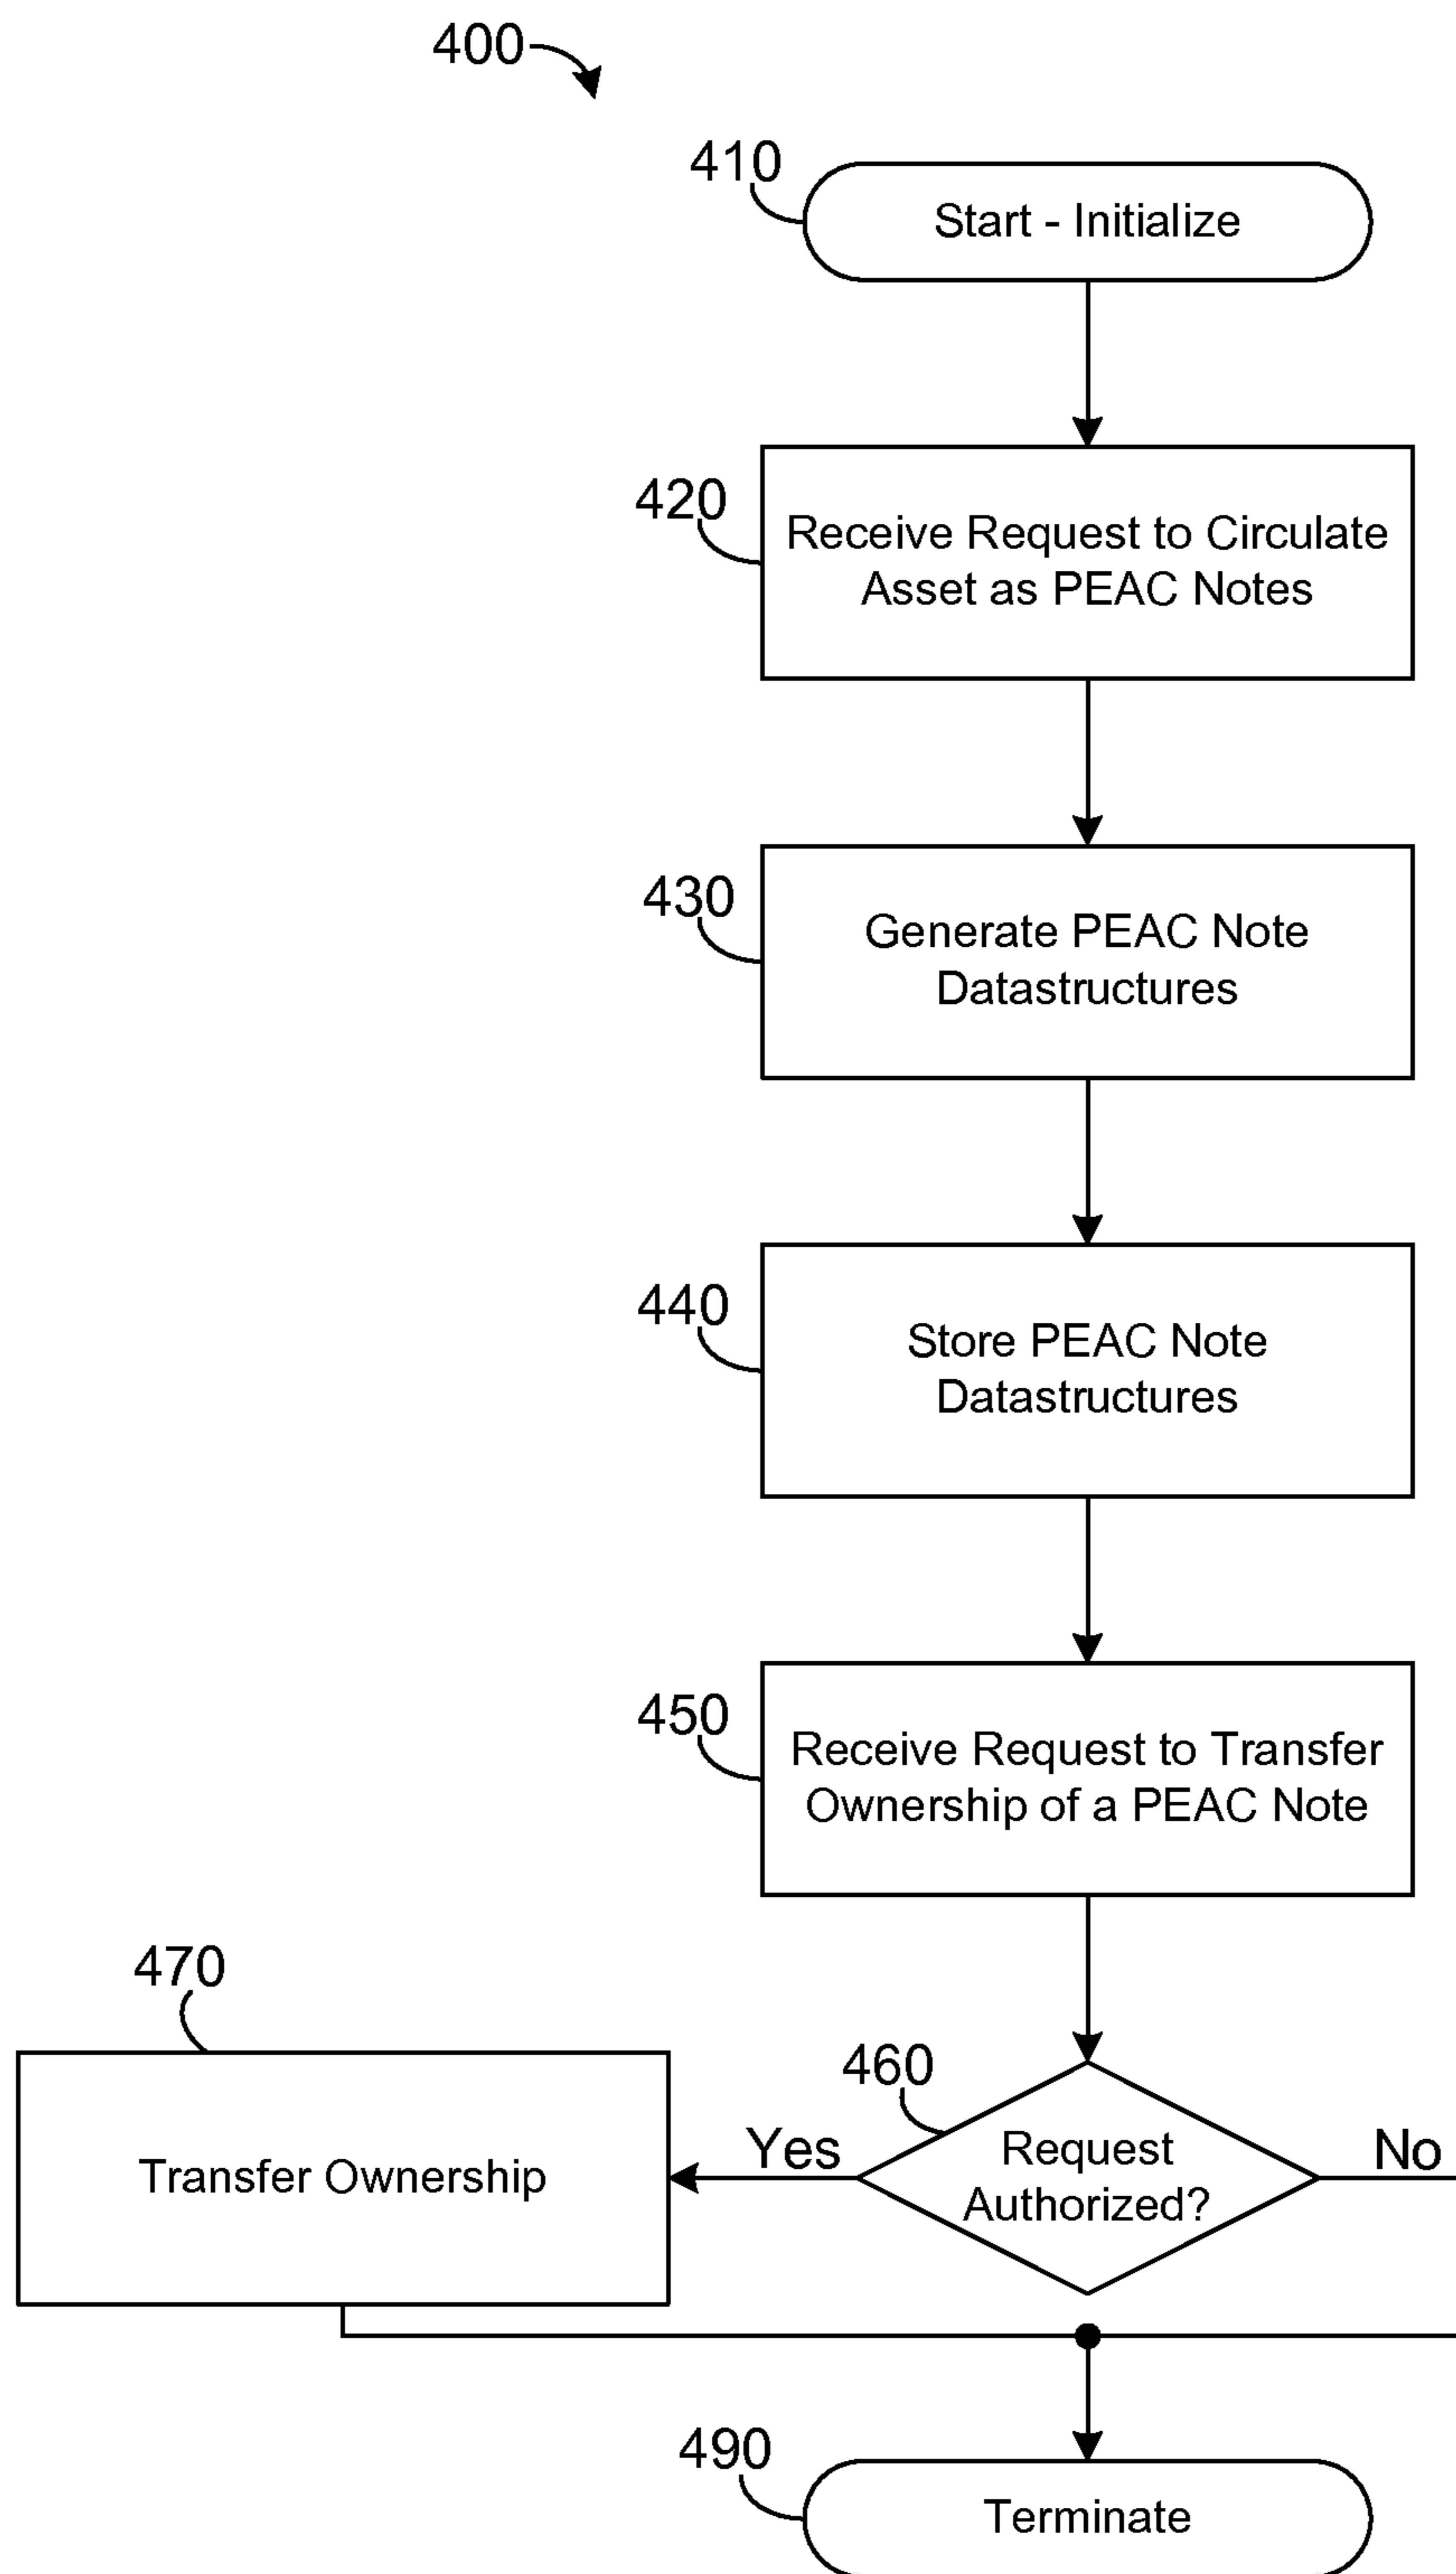 400
410
Start - Initialize
420
Receive Request to Circulate
Asset as PEAC Notes
430
Generate PEAC Note
Datastructures
440
Store PEAC Note
Datastructures
450
Receive Request to Transfer
Ownership of a PEAC Note
470
460
Transfer Ownership
Yes
Request
Authorized?
No
490
Terminate